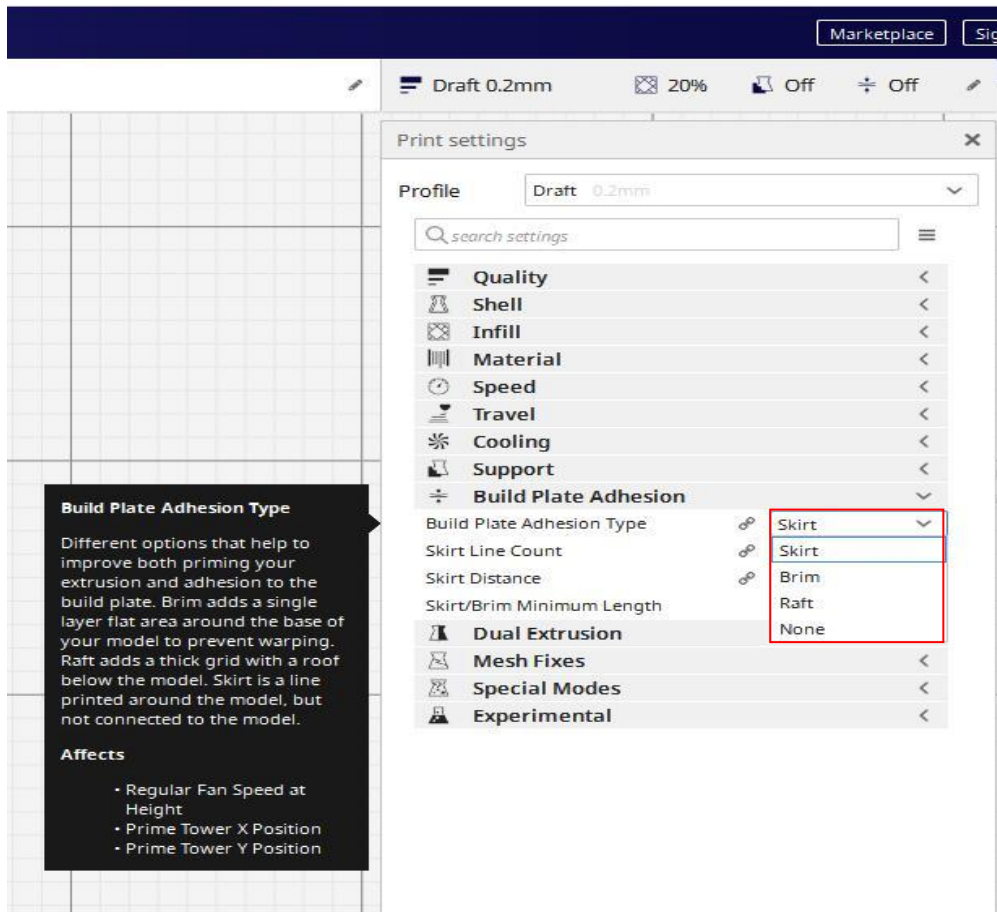 Marketplace
Draft 0.2mm 20% Off Off
Print settings
Profile Draft 0.2mm
search settings
Quality
Shell
Infill
Material
Speed
Travel
Cooling
Support
Build Plate Adhesion
Build Plate Adhesion Type Skirt
Skirt Line Count Skirt
Skirt Distance Brim
Skirt/Brim Minimum Length Raft
None
Dual Extrusion
Mesh Fixes
Special Modes
Experimental
Build Plate Adhesion Type
Different options that help to
improve both priming your
extrusion and adhesion to the
build plate. Brim adds a single
layer flat area around the base of
your model to prevent warping.
Raft adds a thick grid with a roof
below the model. Skirt is a line
printed around the model, but
not connected to the model.
Affects
• Regular Fan Speed at
Height
• Prime Tower X Position
• Prime Tower Y Position